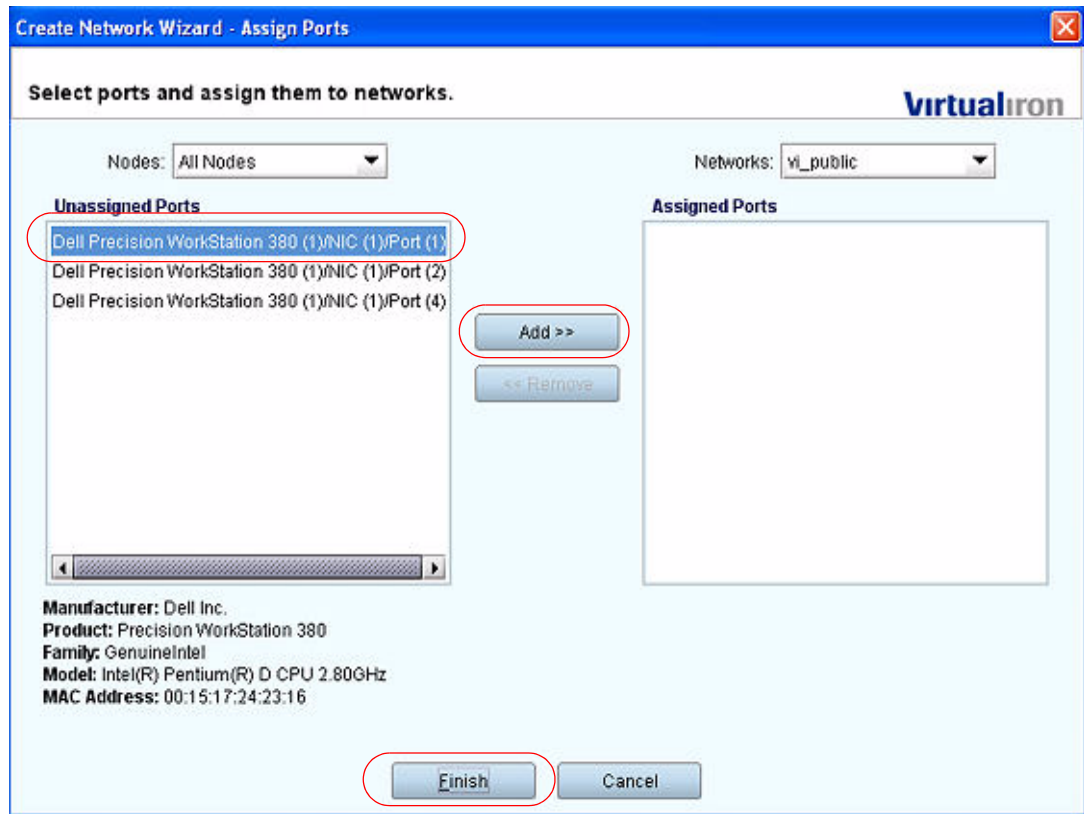 Create Network Wizard - Assign Ports
Select ports and assign them to networks.
Virtualiron
Nodes: All Nodes
Networks: vi_public
Unassigned Ports
Assigned Ports
Dell Precision WorkStation 380 (1)/NIC (1)/Port (1)
Dell Precision WorkStation 380 (1)/NIC (1)/Port (2)
Dell Precision WorkStation 380 (1)/NIC (1)/Port (4)
Add >>
<< Remove
Manufacturer: Dell Inc.
Product: Precision WorkStation 380
Family: GenuineIntel
Model: Intel(R) Pentium(R) D CPU 2.80GHz
MAC Address: 00:15:17:24:23:16
Finish
Cancel